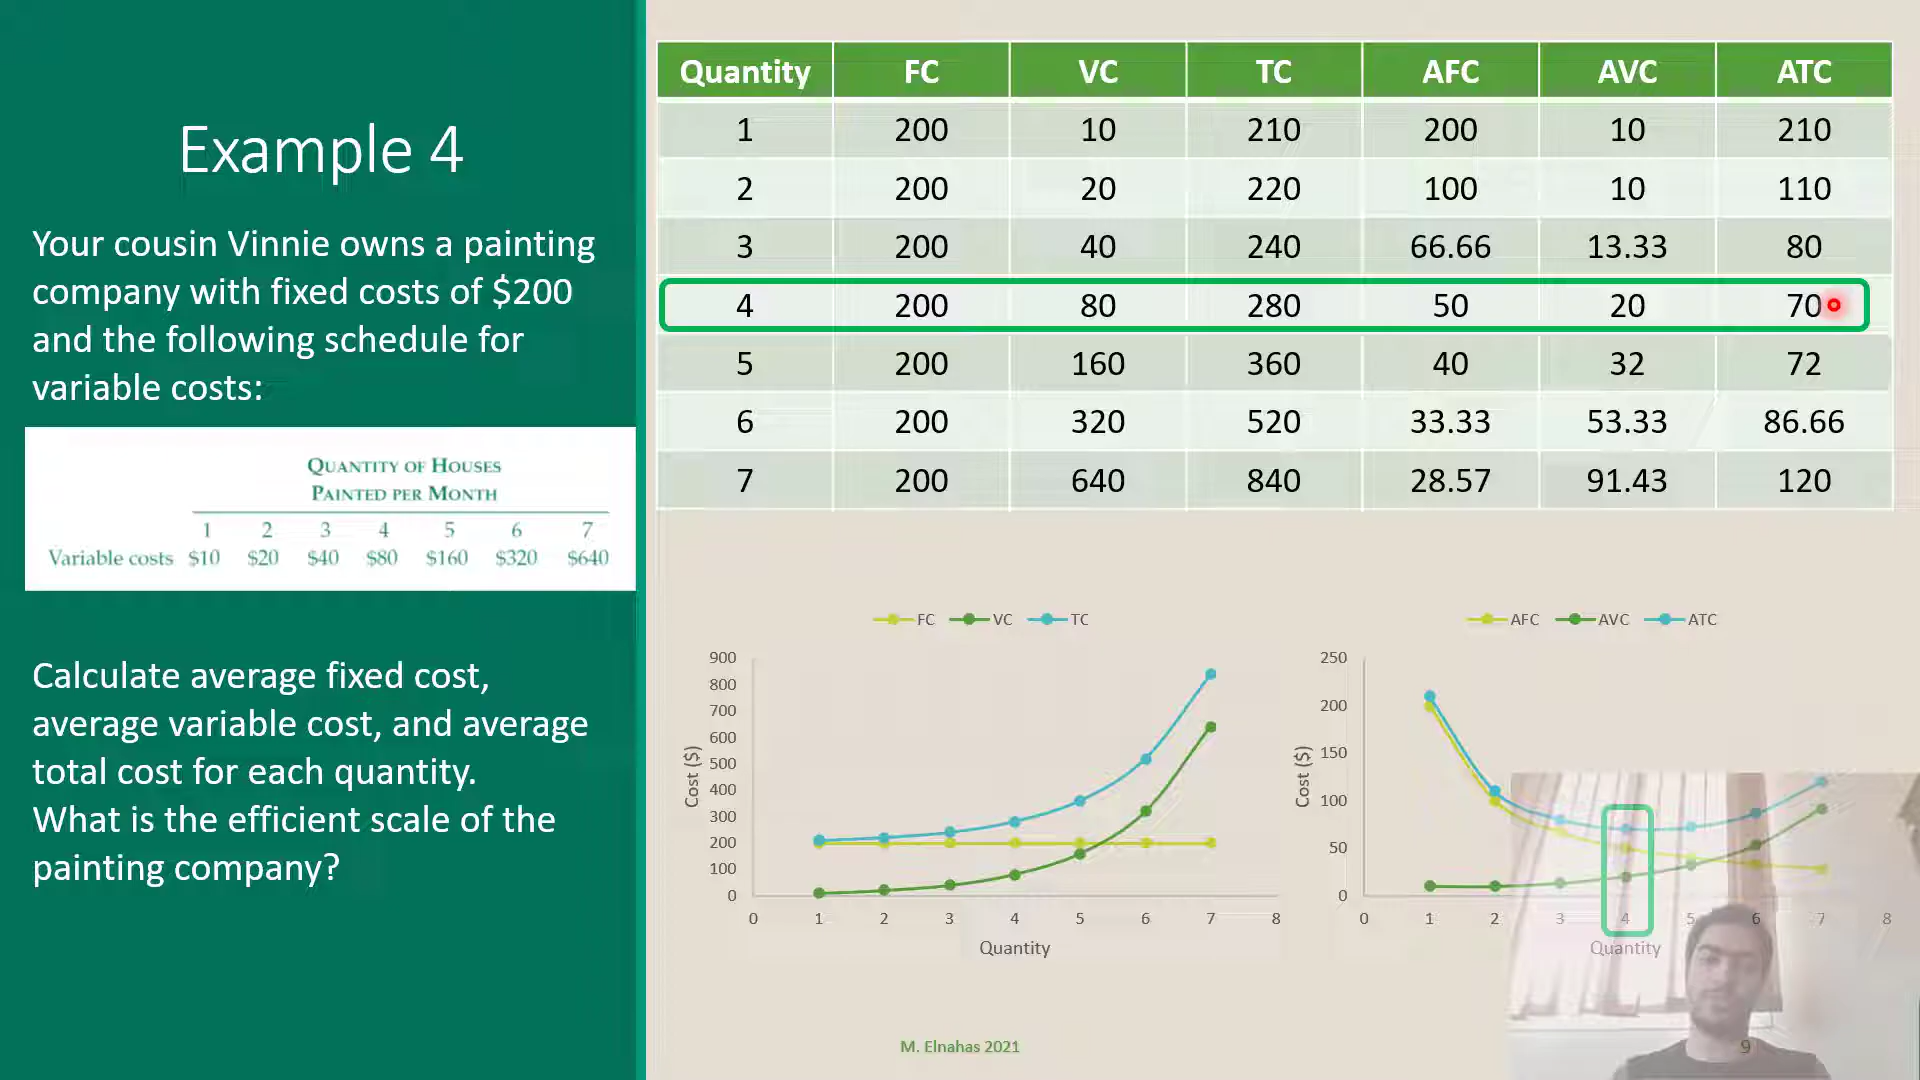 Example 4
Your cousin Vinnie owns a painting
company with fixed costs of $200
and the following schedule for
variable costs:
QUANTITY OF HOUSES
PAINTED PER MONTH
1 2 3 4 5 6 7
Variable costs $10 $20 $40 $80 $160 $320 $640
Calculate average fixed cost,
average variable cost, and average
total cost for each quantity.
What is the efficient scale of the
painting company?
Quantity FC VC TC AFC AVC ATC
1 200 10 210 200 10 210
2 200 20 220 100 10 110
3 200 40 240 66.66 13.33 80
4 200 80 280 50 20 70
5 200 160 360 40 32 72
6 200 320 520 33.33 53.33 86.66
7 200 640 840 28.57 91.43 120
FC VC TC
900
800
700
600
500
400
300
200
100
0
Cost ($)
0 1 2 3 4 5 6 7 8
Quantity
AFC AVC ATC
250
200
150
100
50
0
Cost ($)
0 1 2 3 4 5 6 7 8
Quantity
M. Elnahas 2021
9